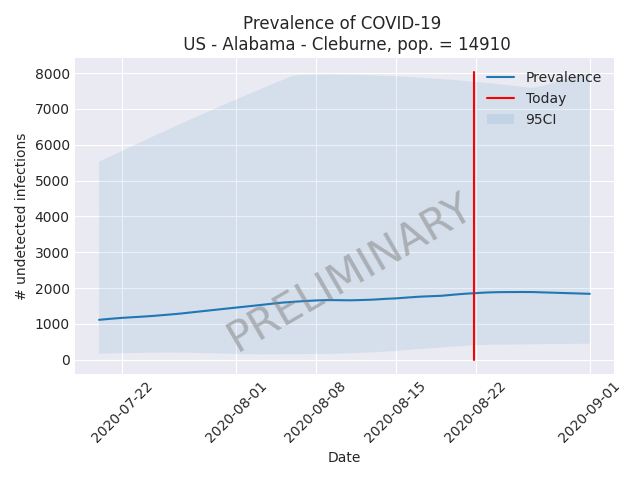 Prevalence of COVID-19
US - Alabama - Cleburne, pop. = 14910
8000
7000
6000
5000
4000
3000
2000
1000
0
# undetected infections
Prevalence
Today
95CI
PRELIMINARY
2020-07-22
2020-08-01
2020-08-08
2020-08-15
2020-08-22
2020-09-01
Date